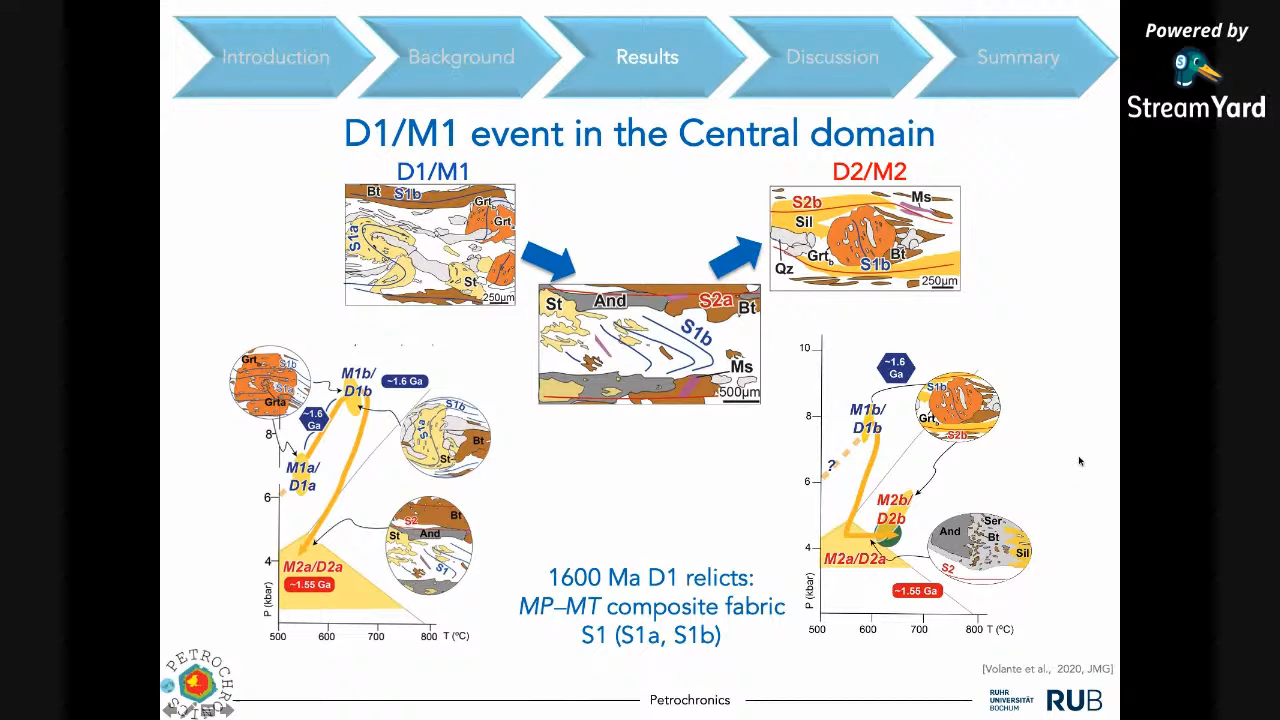 Powered by
StreamYard
Introduction
Background
Results
Discussion
Summary
D1/M1 event in the Central domain
D1/M1
D2/M2
Bt
S1b
Grt
Grt
S1a
St
250μm
St
And
S2a
Bt
S1b
Ms
500μm
S2b
Ms
Sil
Grt b
Bt
S1b
Qz
250μm
Grt b
S1b
S1a
Grta
~1.6
Ga
M1b/
D1b
~1.6 Ga
8
M1a/
D1a
6
S1b
S1a
Bt
St
S2
Bt
St
And
S1
4
M2a/D2a
~1.55 Ga
P (kbar)
500
600
700
800
T (ºC)
1600 Ma D1 relicts:
MP–MT composite fabric
S1 (S1a, S1b)
10
~1.6
Ga
S1b
Grt b
S2b
8
M1b/
D1b
?
6
M2b/
D2b
And
Ser
Bt
Sil
S2
4
M2a/D2a
~1.55 Ga
P (kbar)
500
600
700
800
T (ºC)
[Volante et al., 2020, JMG]
Petrochronics
RUHR
UNIVERSITÄT
BOCHUM
RUB